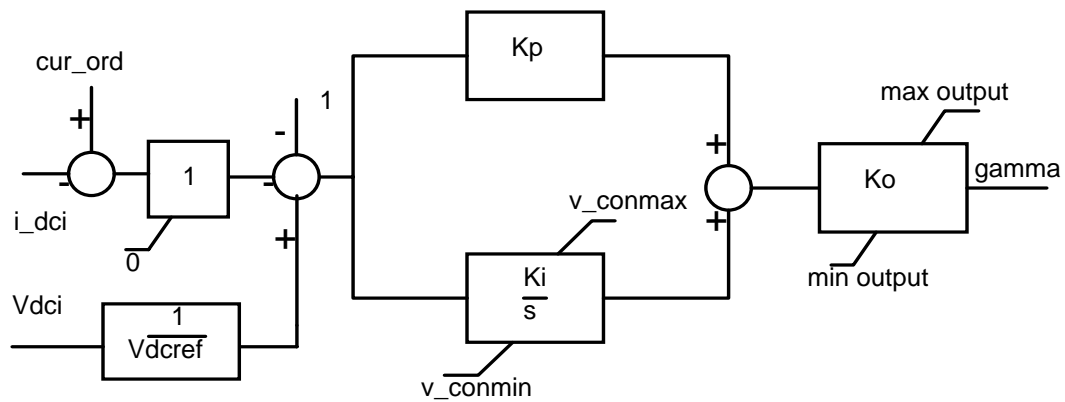 Kp
cur_ord
1
max output
+
-
+
1
Ko
gamma
-
-
v_conmax
i_dci
+
+
0
Ki
s
min output
Vdci
1
Vdcref
v_conmin